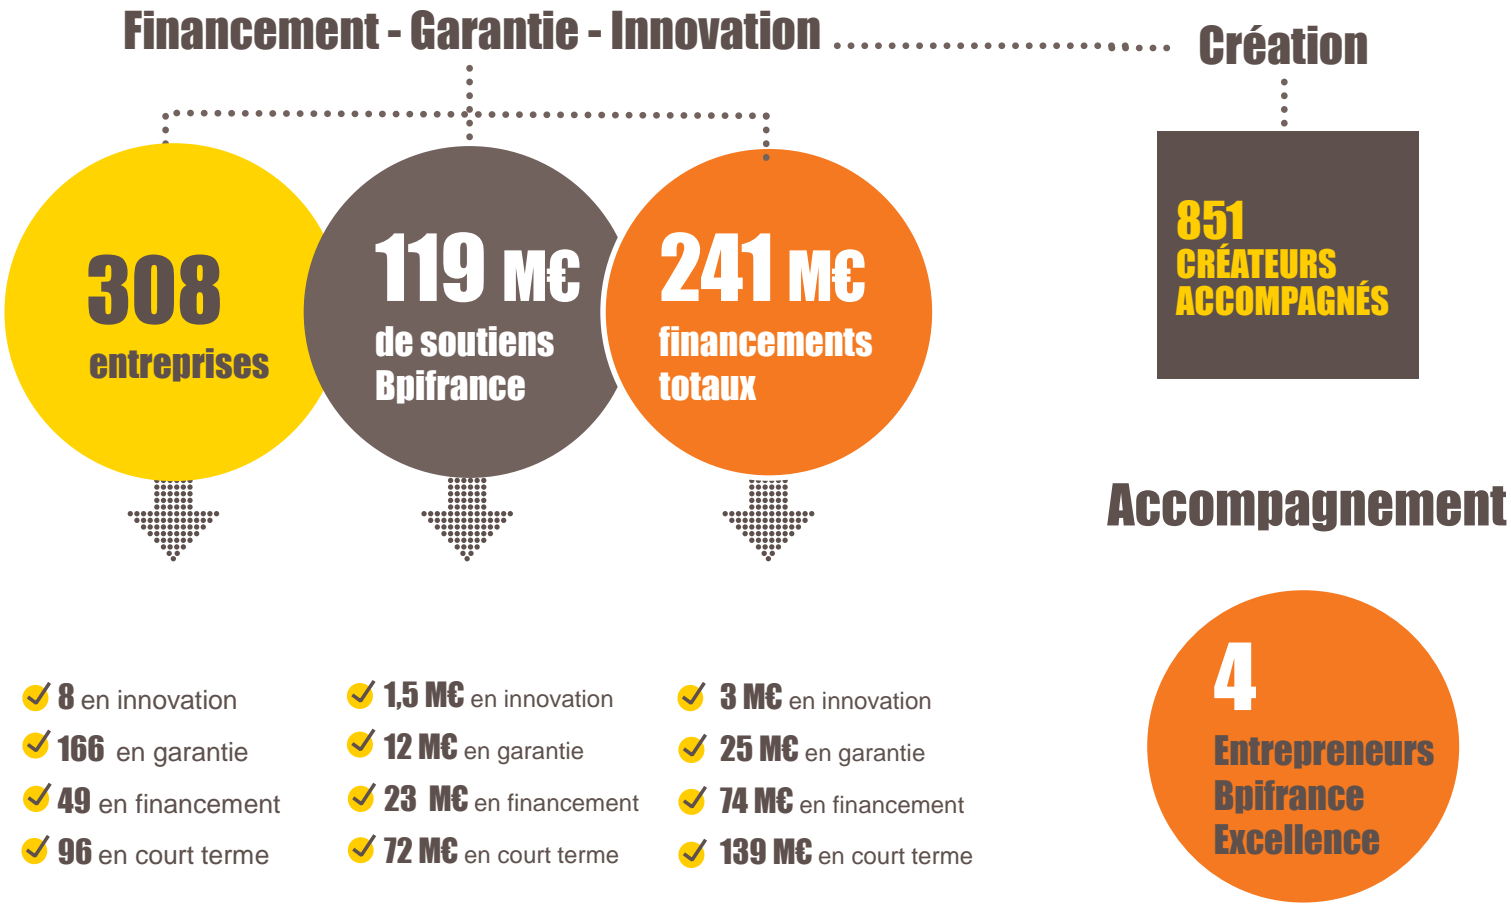 Financement - Garantie - Innovation
Création
308
entreprises
119 M€
de soutiens
Bpifrance
241 M€
financements
totaux
851
CRÉATEURS
ACCOMPAGNÉS
8 en innovation
166 en garantie
49 en financement
96 en court terme
1,5 M€ en innovation
12 M€ en garantie
23 M€ en financement
72 M€ en court terme
3 M€ en innovation
25 M€ en garantie
74 M€ en financement
139 M€ en court terme
Accompagnement
4
Entrepreneurs
Bpifrance
Excellence